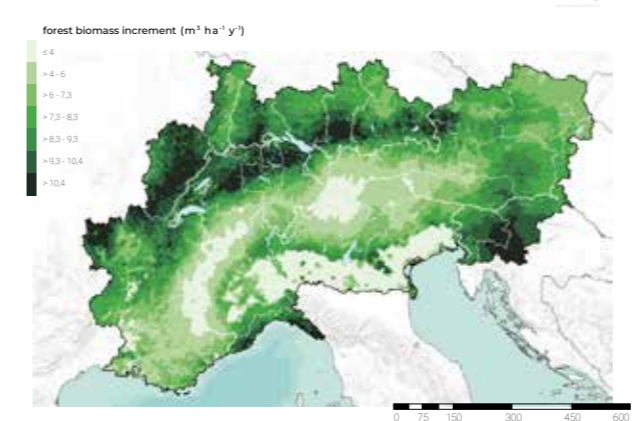 forest biomass increment (m³ ha⁻¹ y⁻¹)
≤ 4
> 4 - 6
> 6 - 7,3
> 7,3 - 8,3
> 8,3 - 9,3
> 9,3 - 10,4
> 10,4
0 75 150 300 450 600